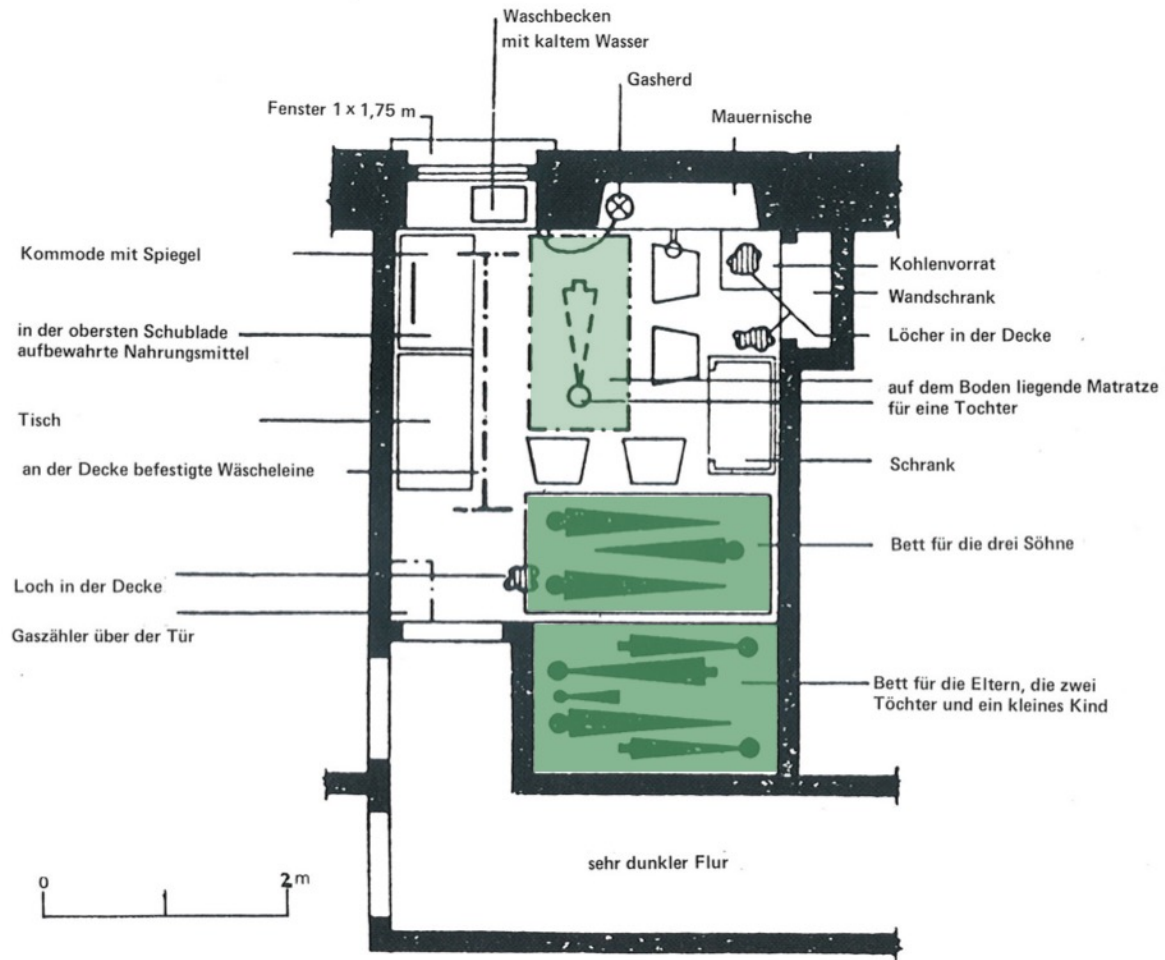 Waschbecken
mit kaltem Wasser
Gasherd
Fenster 1 x 1,75 m
Mauernische
Kommode mit Spiegel
in der obersten Schublade
aufbewahrte Nahrungsmittel
Tisch
an der Decke befestigte Wäscheleine
Loch in der Decke
Gaszähler über der Tür
Kohlenvorrat
Wandschrank
Löcher in der Decke
auf dem Boden liegende Matratze
für eine Tochter
Schrank
Bett für die drei Söhne
Bett für die Eltern, die zwei
Töchter und ein kleines Kind
sehr dunkler Flur
0
2 m